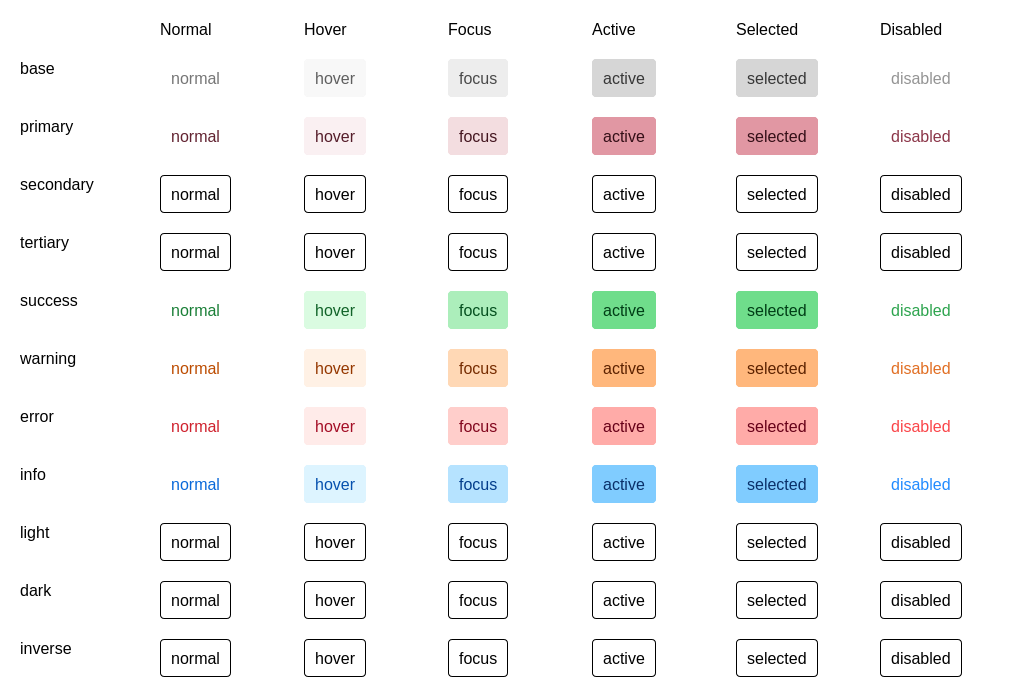 Normal Hover Focus Active Selected Disabled
base normal hover focus active selected disabled
primary normal hover focus active selected disabled
secondary normal hover focus active selected disabled
tertiary normal hover focus active selected disabled
success normal hover focus active selected disabled
warning normal hover focus active selected disabled
error normal hover focus active selected disabled
info normal hover focus active selected disabled
light normal hover focus active selected disabled
dark normal hover focus active selected disabled
inverse normal hover focus active selected disabled